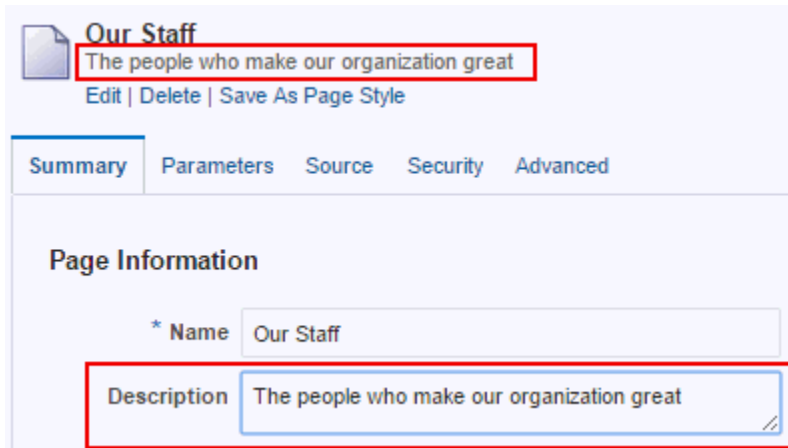 Our Staff
The people who make our organization great
Edit | Delete | Save As Page Style
Summary Parameters Source Security Advanced
Page Information
* Name Our Staff
Description The people who make our organization great